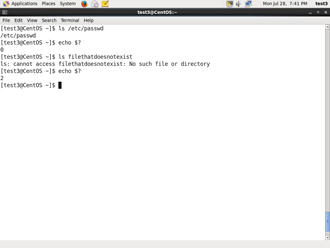 Applications Places System
Mon Jul 28, 7:41 PM test3
test3@CentOS:~
File Edit View Search Terminal Help
[test3@CentOS ~]$ ls /etc/passwd
/etc/passwd
[test3@CentOS ~]$ echo $?
0
[test3@CentOS ~]$ ls filethatdoesnotexist
ls: cannot access filethatdoesnotexist: No such file or directory
[test3@CentOS ~]$ echo $?
2
[test3@CentOS ~]$